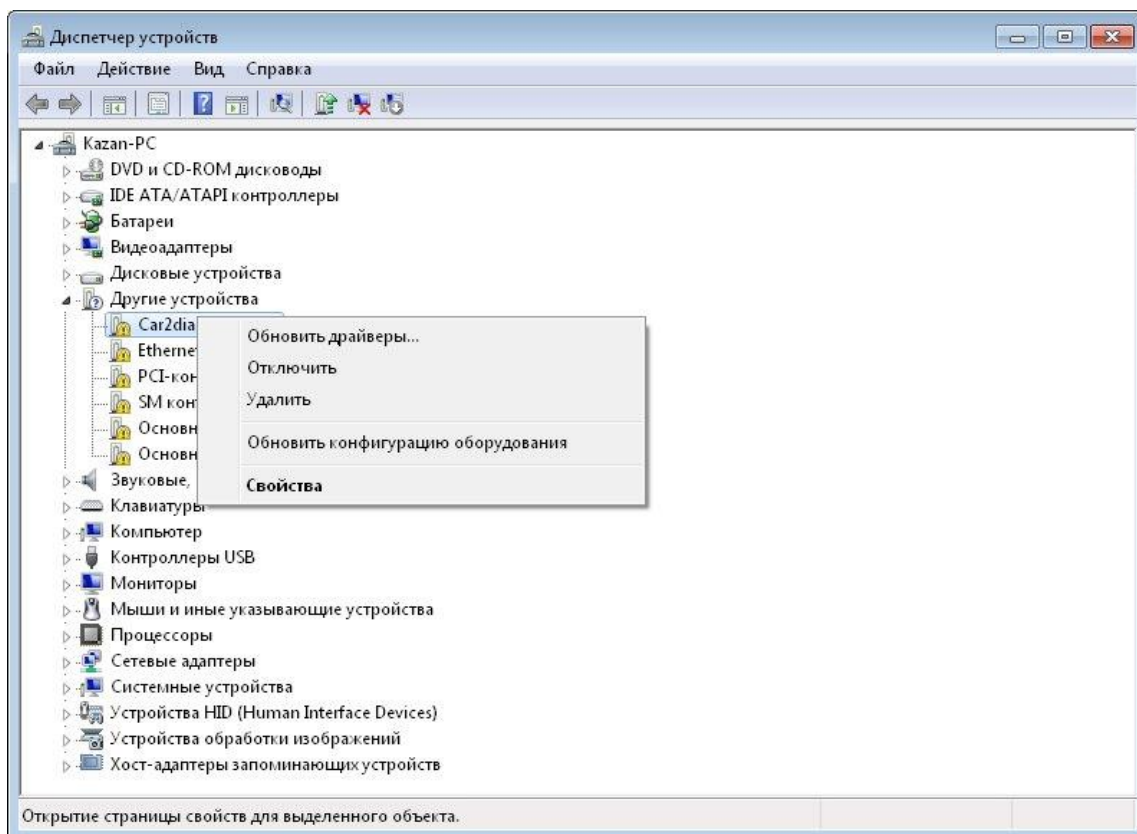 Диспетчер устройств
Файл Действие Вид Справка
Kazan-PC
DVD и CD-ROM дисководы
IDE ATA/ATAPI контроллеры
Батареи
Видеоадаптеры
Дисковые устройства
Другие устройства
Car2dia
Etherne
PCI-кон
SM кон
Основн
Основн
Обновить драйверы...
Отключить
Удалить
Обновить конфигурацию оборудования
Свойства
Звуковые,
Клавиатуры
Компьютер
Контроллеры USB
Мониторы
Мыши и иные указывающие устройства
Процессоры
Сетевые адаптеры
Системные устройства
Устройства HID (Human Interface Devices)
Устройства обработки изображений
Хост-адаптеры запоминающих устройств
Открытие страницы свойств для выделенного объекта.